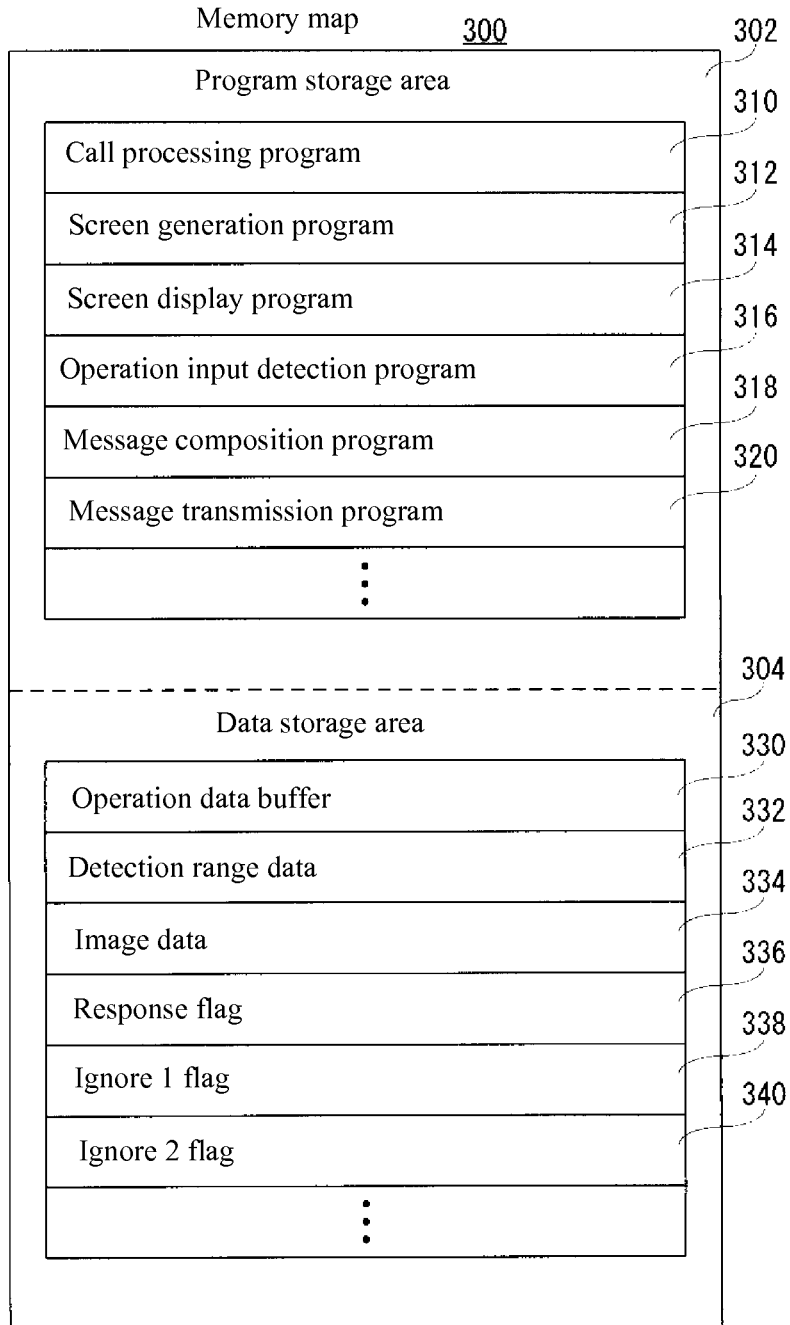 Memory map
300
302
Program storage area
310
Call processing program
312
Screen generation program
314
Screen display program
316
Operation input detection program
318
Message composition program
320
Message transmission program
304
Data storage area
330
Operation data buffer
332
Detection range data
334
Image data
336
Response flag
338
Ignore 1 flag
340
Ignore 2 flag